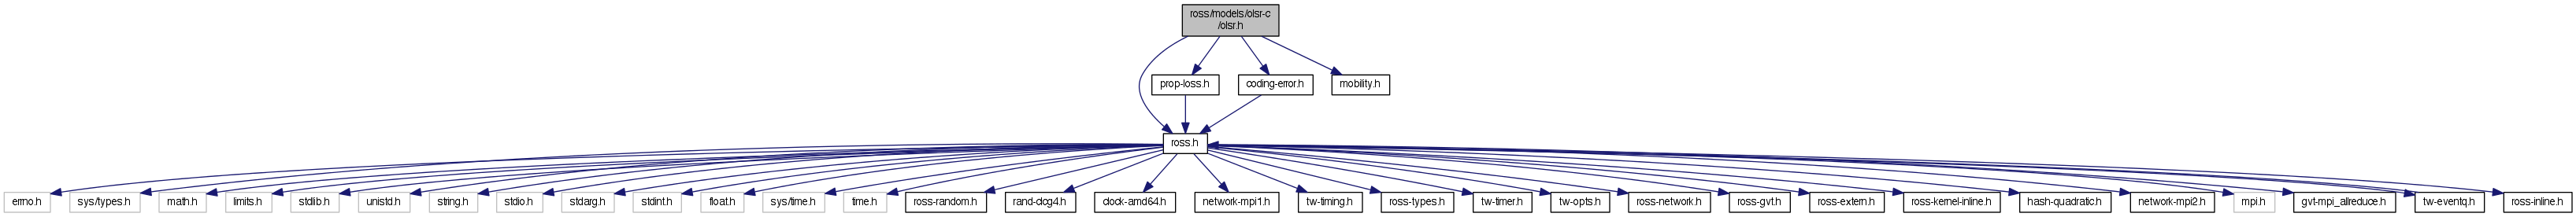 ross/models/olsr-c
/olsr.h
prop-loss.h
coding-error.h
mobility.h
ross.h
errno.h
sys/types.h
math.h
limits.h
stdlib.h
unistd.h
string.h
stdio.h
stdarg.h
stdint.h
float.h
sys/time.h
time.h
ross-random.h
rand-clcg4.h
clock-amd64.h
network-mpi1.h
tw-timing.h
ross-types.h
tw-timer.h
tw-opts.h
ross-network.h
ross-gvt.h
ross-extern.h
ross-kernel-inline.h
hash-quadratic.h
network-mpi2.h
mpi.h
gvt-mpi_allreduce.h
tw-eventq.h
ross-inline.h